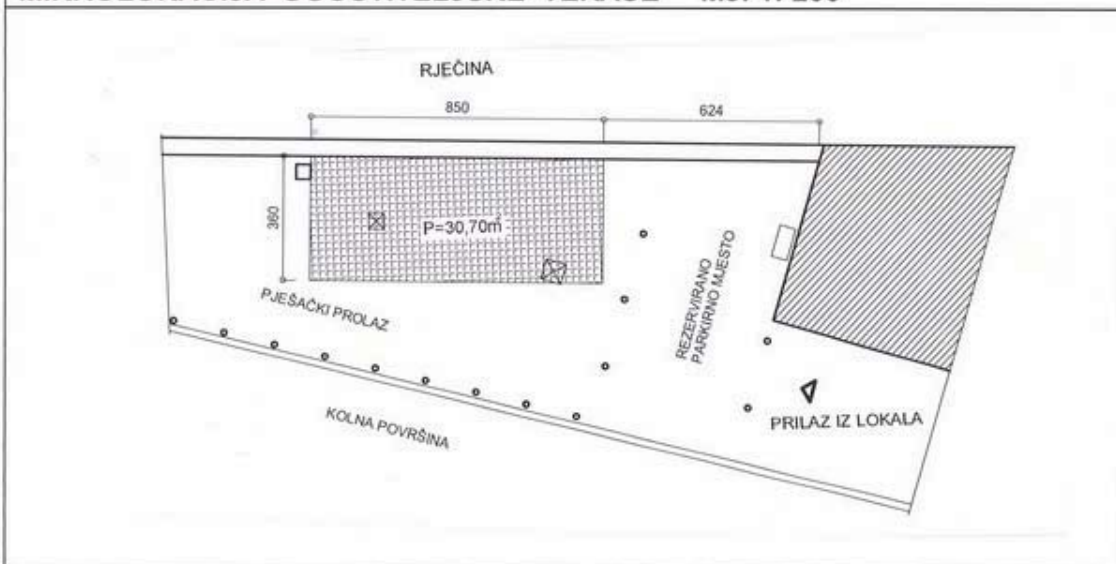 RJEČINA
850
624
360
P=30,70m²
PJEŠAČKI PROLAZ
REZERVIRANO
PARKIRNO MJESTO
KOLNA POVRŠINA
PRILAZ IZ LOKALA